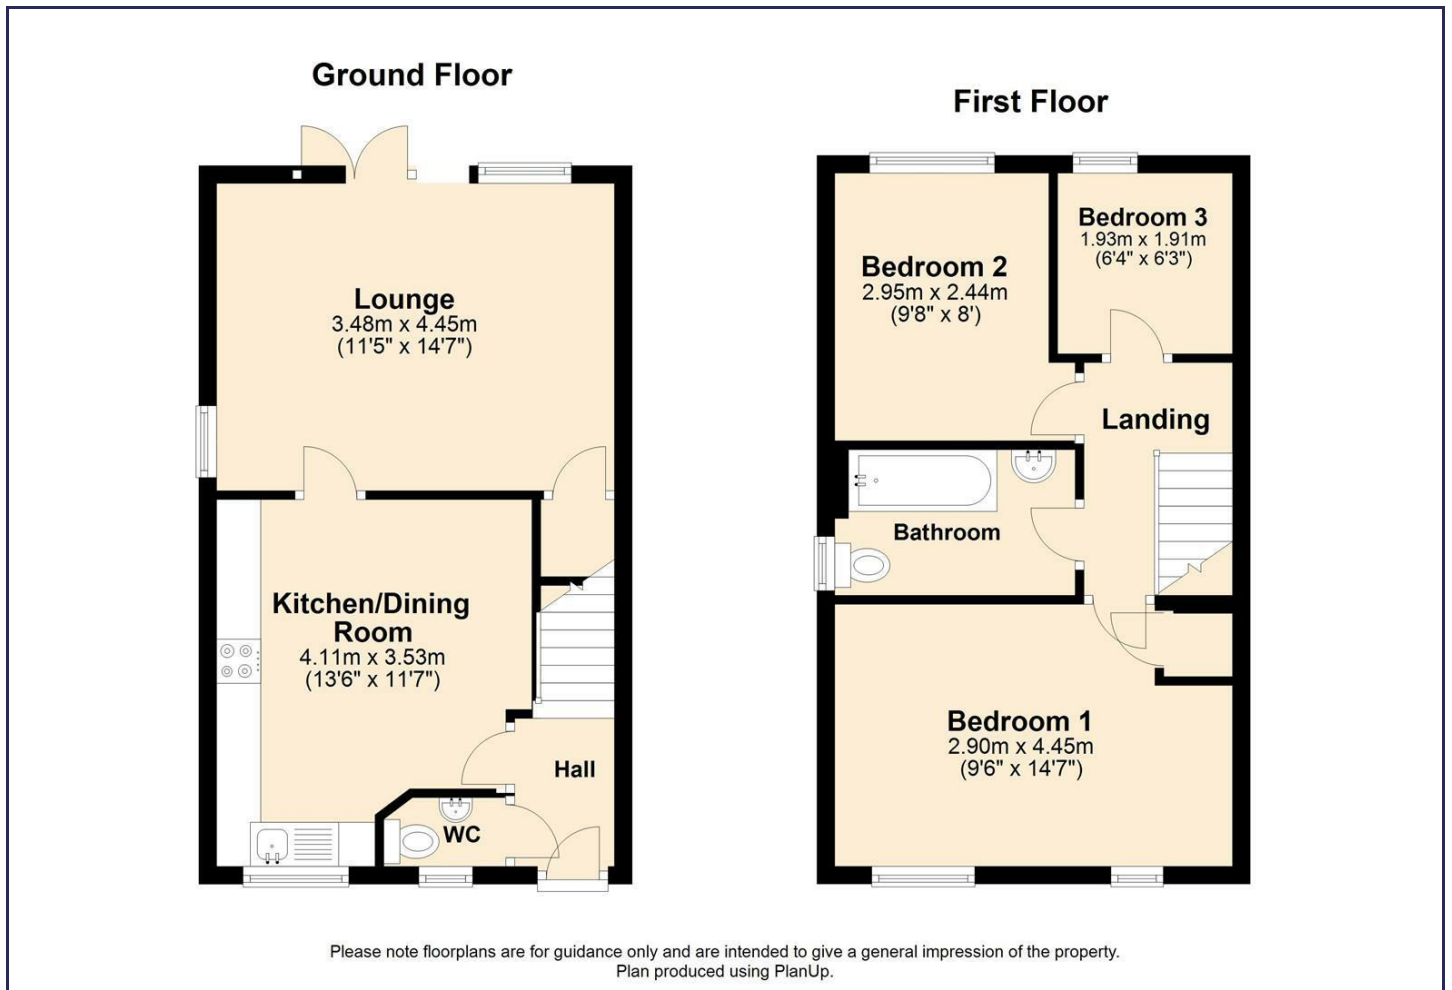 Ground Floor
Lounge
3.48m x 4.45m
(11'5" x 14'7")
Kitchen/Dining
Room
4.11m x 3.53m
(13'6" x 11'7")
Hall
WC
First Floor
Bedroom 2
2.95m x 2.44m
(9'8" x 8')
Bedroom 3
1.93m x 1.91m
(6'4" x 6'3")
Landing
Bathroom
Bedroom 1
2.90m x 4.45m
(9'6" x 14'7")
Please note floorplans are for guidance only and are intended to give a general impression of the property.
Plan produced using PlanUp.